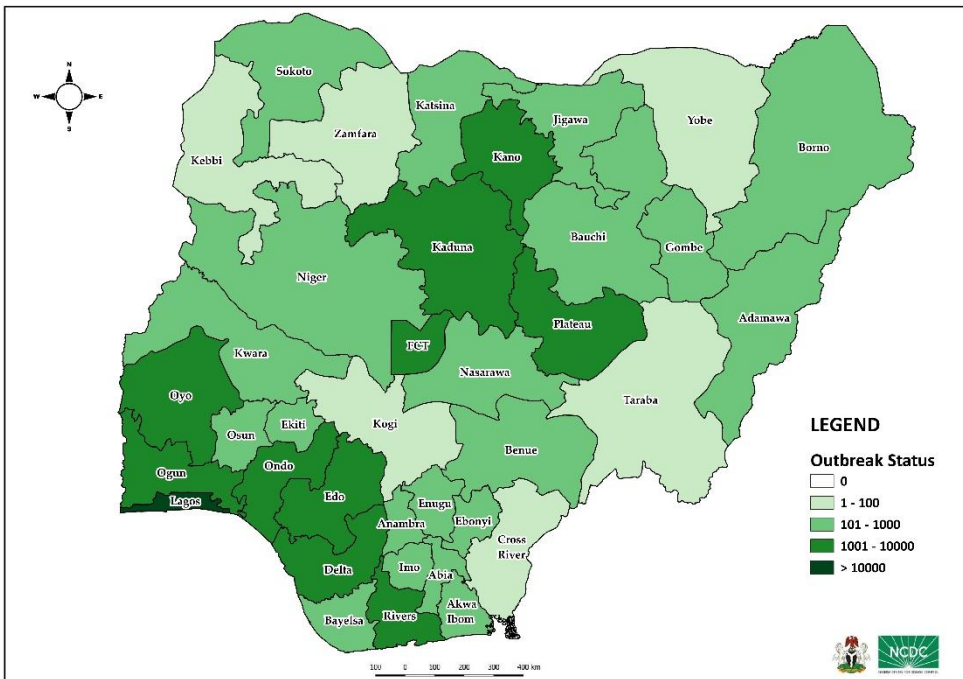 N
W E
S
Sokoto
Katsina
Jigawa
Yobe
Borno
Zamfara
Kebbi
Kano
Kaduna
Bauchi
Gombe
Niger
Adamawa
Plateau
FCT
Kwara
Nasarawa
Oyo
Taraba
Kogi
Ekiti
Osun
Benue
Ogun
Ondo
Edo
Lagos
Enugu
Anambra
Ebonyi
Cross
River
Delta
Imo
Abia
Akwa
Ibom
Bayelsa
Rivers
LEGEND
Outbreak Status
0
1 - 100
101 - 1000
1001 - 10000
> 10000
100 0 100 200 300 400 km
NCDC